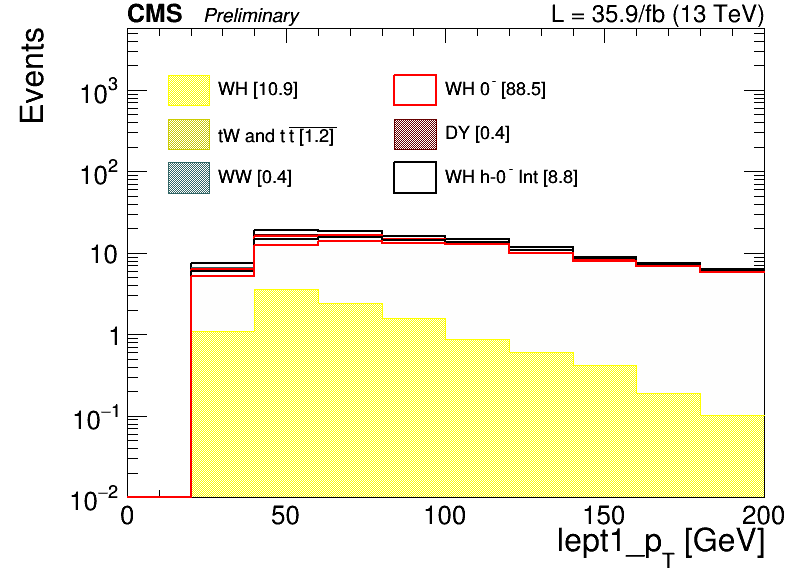 CMS Preliminary L = 35.9/fb (13 TeV)
Events
WH [10.9] WH 0⁻ [88.5]
tW and t t̅ [1.2] DY [0.4]
WW [0.4] WH h-0⁻ Int [8.8]
10³
10²
10
1
10⁻¹
10⁻²
0 50 100 150 200
lept1_p_T [GeV]